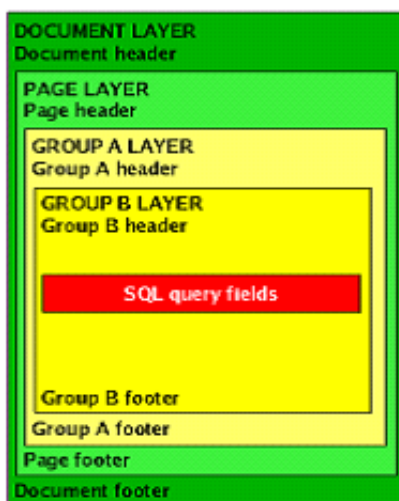 DOCUMENT LAYER
Document header
PAGE LAYER
Page header
GROUP A LAYER
Group A header
GROUP B LAYER
Group B header
SQL query fields
Group B footer
Group A footer
Page footer
Document footer